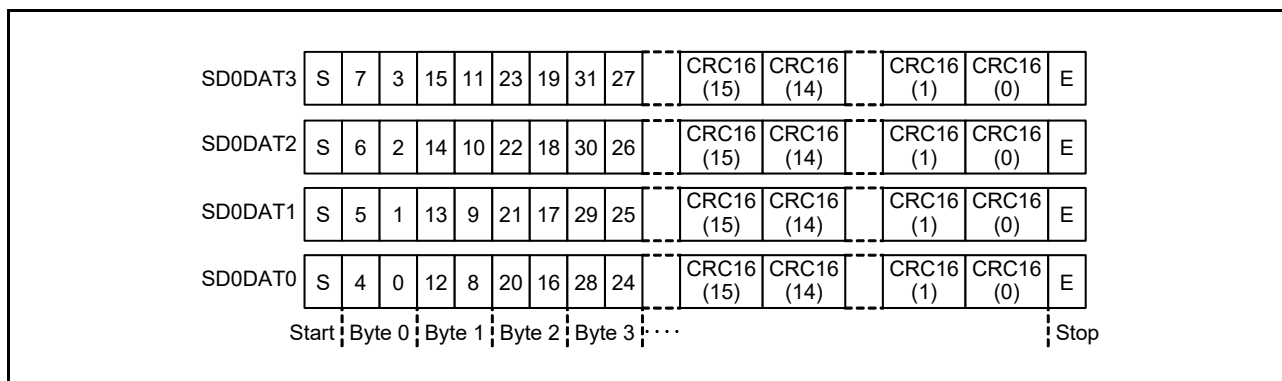 SD0DAT3 S 7 3 15 11 23 19 31 27 CRC16 (15) CRC16 (14) CRC16 (1) CRC16 (0) E
SD0DAT2 S 6 2 14 10 22 18 30 26 CRC16 (15) CRC16 (14) CRC16 (1) CRC16 (0) E
SD0DAT1 S 5 1 13 9 21 17 29 25 CRC16 (15) CRC16 (14) CRC16 (1) CRC16 (0) E
SD0DAT0 S 4 0 12 8 20 16 28 24 CRC16 (15) CRC16 (14) CRC16 (1) CRC16 (0) E
Start Byte 0 Byte 1 Byte 2 Byte 3 ···· Stop